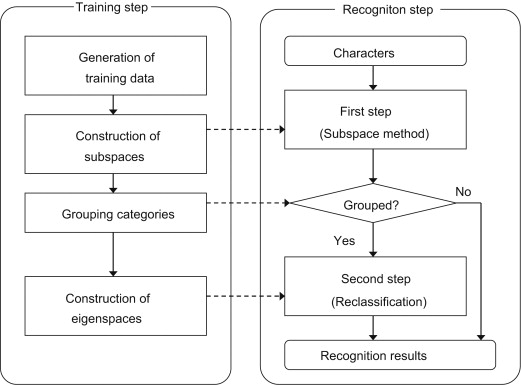 Training step
Generation of
training data
Construction of
subspaces
Grouping categories
Construction of
eigenspaces
Recogniton step
Characters
First step
(Subspace method)
Grouped?
No
Yes
Second step
(Reclassification)
Recognition results